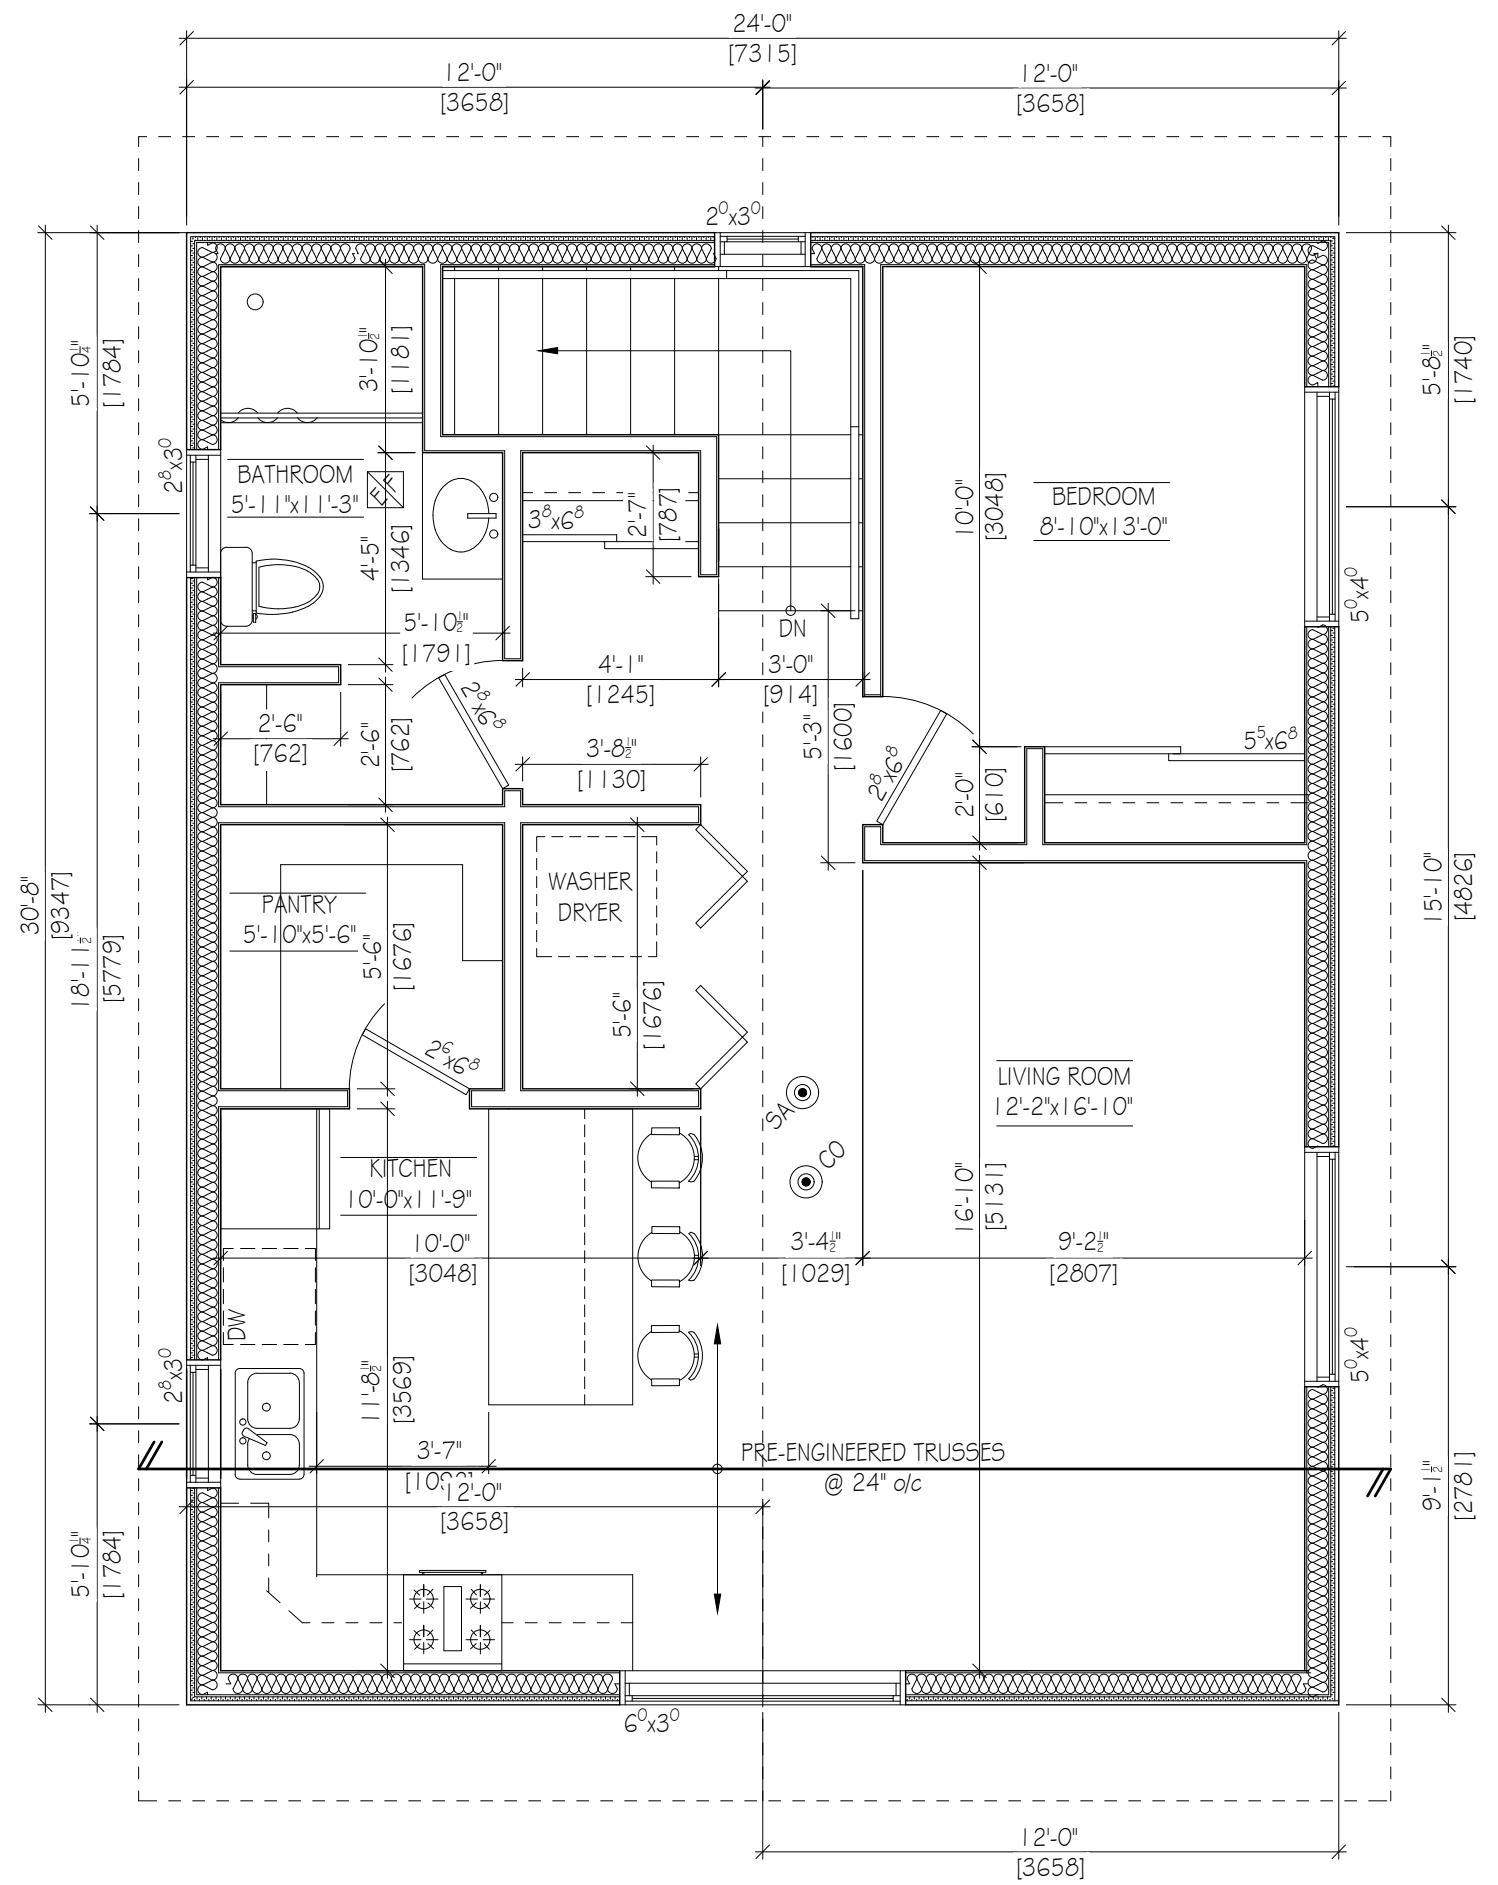 24'-0"
[7315]
12'-0"
[3658]
12'-0"
[3658]
2⁰x3⁰
5'-10¼"
[1784]
3'-10½"
[1181]
5'-8½"
[1740]
2⁸x3⁰
BATHROOM
5'-11"x11'-3"
EF
4'-5"
[1346]
3⁸x6⁸
2'-7"
[787]
10'-0"
[3048]
BEDROOM
8'-10"x13'-0"
5⁰x4⁰
5'-10½"
[1791]
DN
4'-1"
[1245]
3'-0"
[914]
2⁸x6⁸
2'-6"
[762]
2'-6"
[762]
3'-8½"
[1130]
5'-3"
[1600]
2⁸x6⁸
5⁵x6⁸
2'-0"
[610]
30'-8"
[9347]
18'-11½"
[5779]
15'-10"
[4826]
PANTRY
5'-10"x5'-6"
5'-6"
[1676]
WASHER
DRYER
5'-6"
[1676]
2⁶x6⁸
SA
CO
LIVING ROOM
12'-2"x16'-10"
KITCHEN
10'-0"x11'-9"
16'-10"
[5131]
10'-0"
[3048]
3'-4½"
[1029]
9'-2½"
[2807]
DW
2⁸x3⁰
11'-8½"
[3569]
5⁰x4⁰
3'-7"
PRE-ENGINEERED TRUSSES
@ 24" o/c
12'-0"
[3658]
5'-10¼"
[1784]
9'-1½"
[2781]
6⁰x3⁰
12'-0"
[3658]